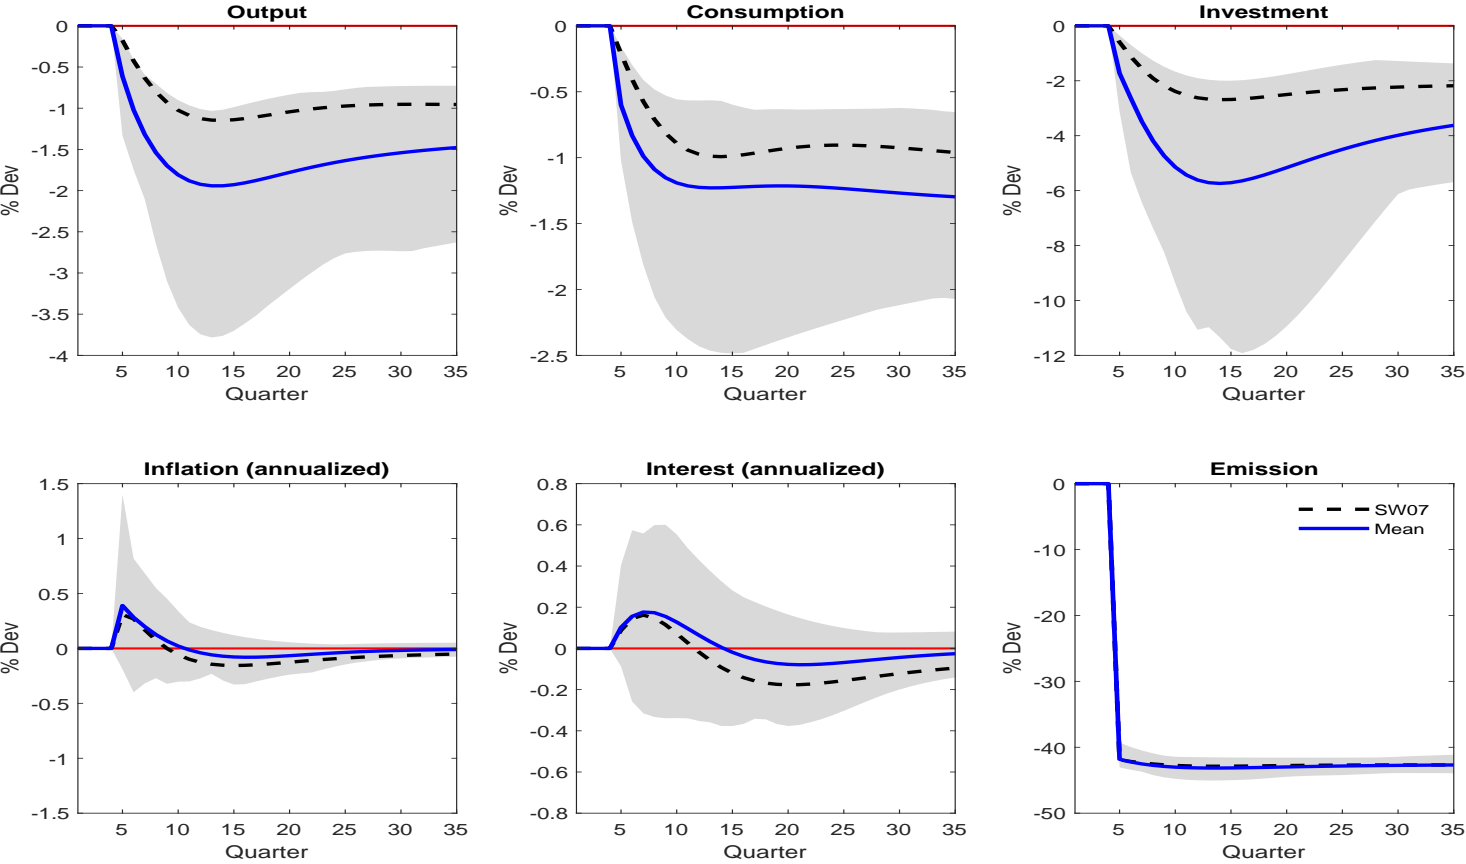 Output
Consumption
Investment
0
-0.5
-1
-1.5
-2
-2.5
-3
-3.5
-4
% Dev
5 10 15 20 25 30 35
Quarter
0
-0.5
-1
-1.5
-2
-2.5
% Dev
5 10 15 20 25 30 35
Quarter
0
-2
-4
-6
-8
-10
-12
% Dev
5 10 15 20 25 30 35
Quarter
Inflation (annualized)
Interest (annualized)
Emission
1.5
1
0.5
0
-0.5
-1
-1.5
% Dev
5 10 15 20 25 30 35
Quarter
0.8
0.6
0.4
0.2
0
-0.2
-0.4
-0.6
-0.8
% Dev
5 10 15 20 25 30 35
Quarter
0
-10
-20
-30
-40
-50
% Dev
SW07
Mean
5 10 15 20 25 30 35
Quarter